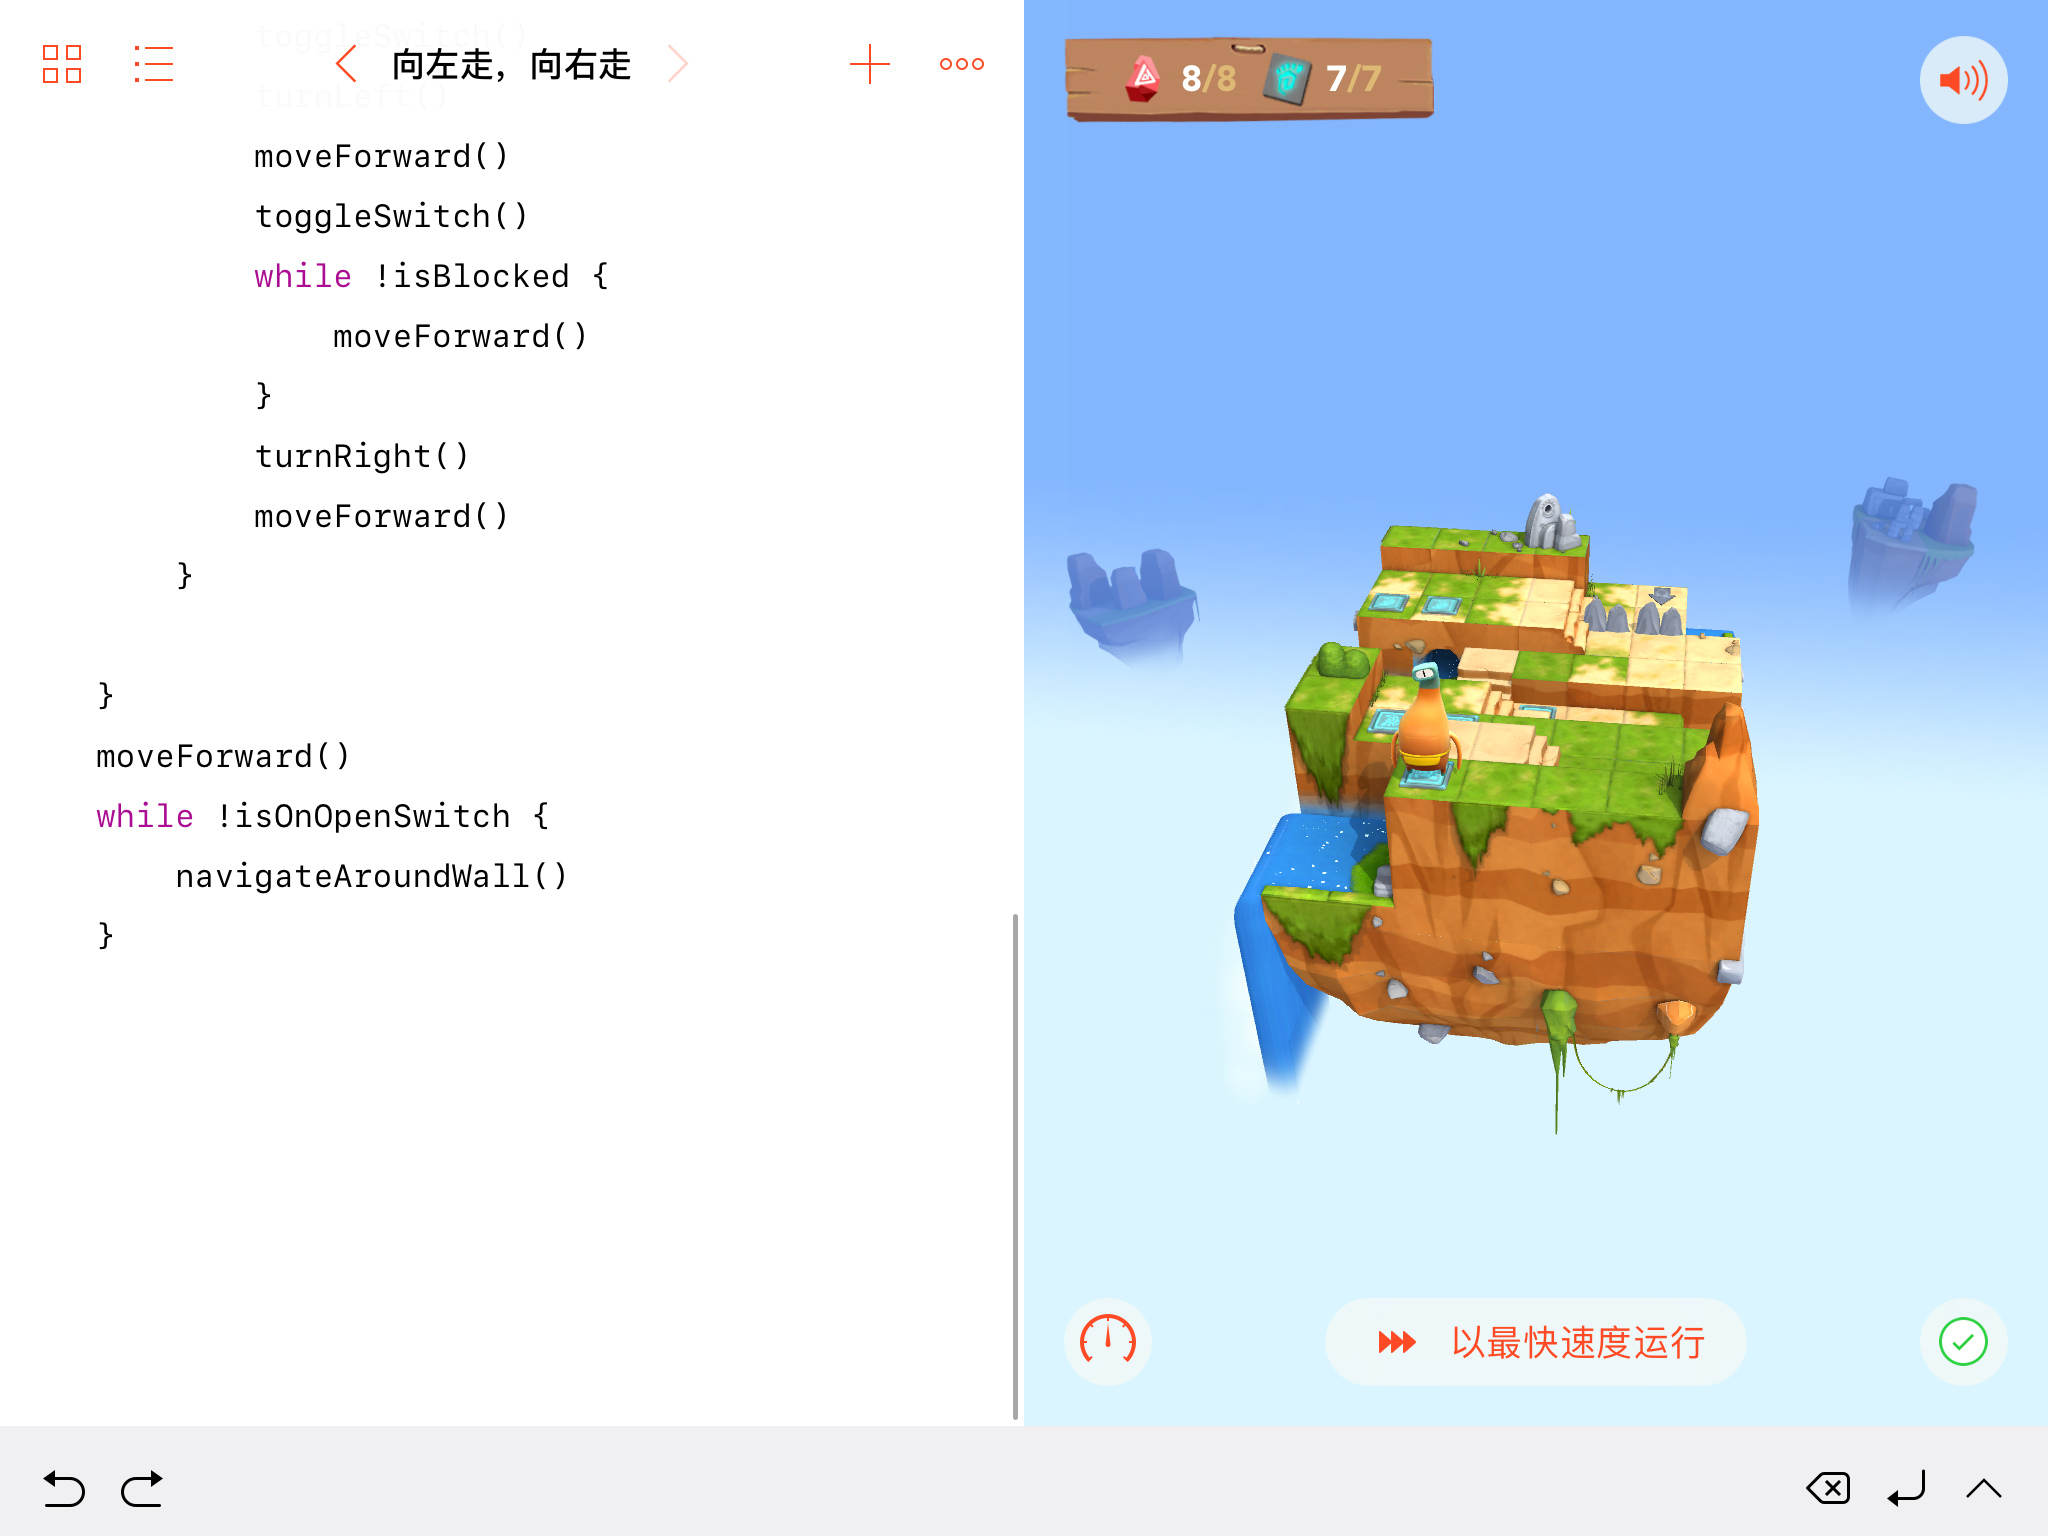 toggleSwitch()
向左走，向右走
turnLeft()
moveForward()
toggleSwitch()
while !isBlocked {
moveForward()
}
turnRight()
moveForward()
}
}
moveForward()
while !isOnOpenSwitch {
navigateAroundWall()
}
8/8 7/7
以最快速度运行